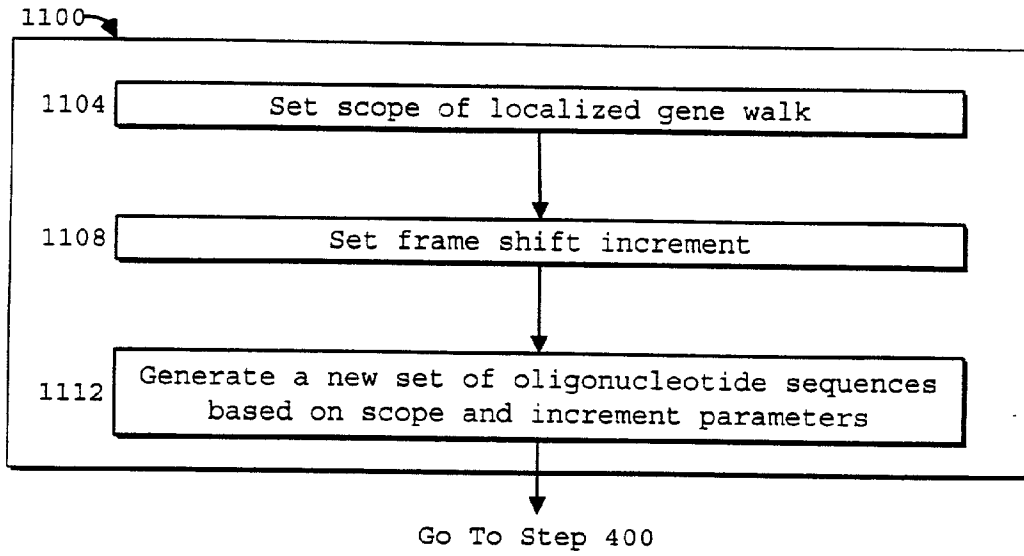 1100
1104
Set scope of localized gene walk
1108
Set frame shift increment
1112
Generate a new set of oligonucleotide sequences
based on scope and increment parameters
Go To Step 400